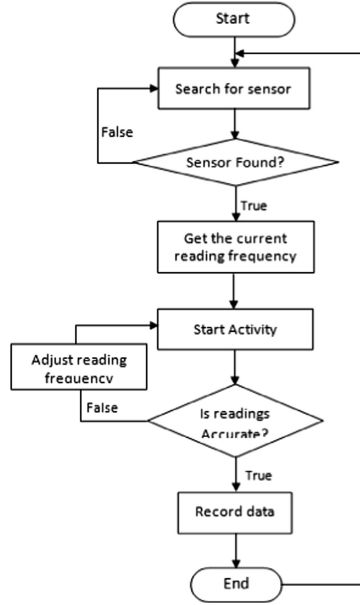 Start
Search for sensor
False
Sensor Found?
True
Get the current
reading frequency
Start Activity
Adjust reading
frequency
False
Is readings
Accurate?
True
Record data
End